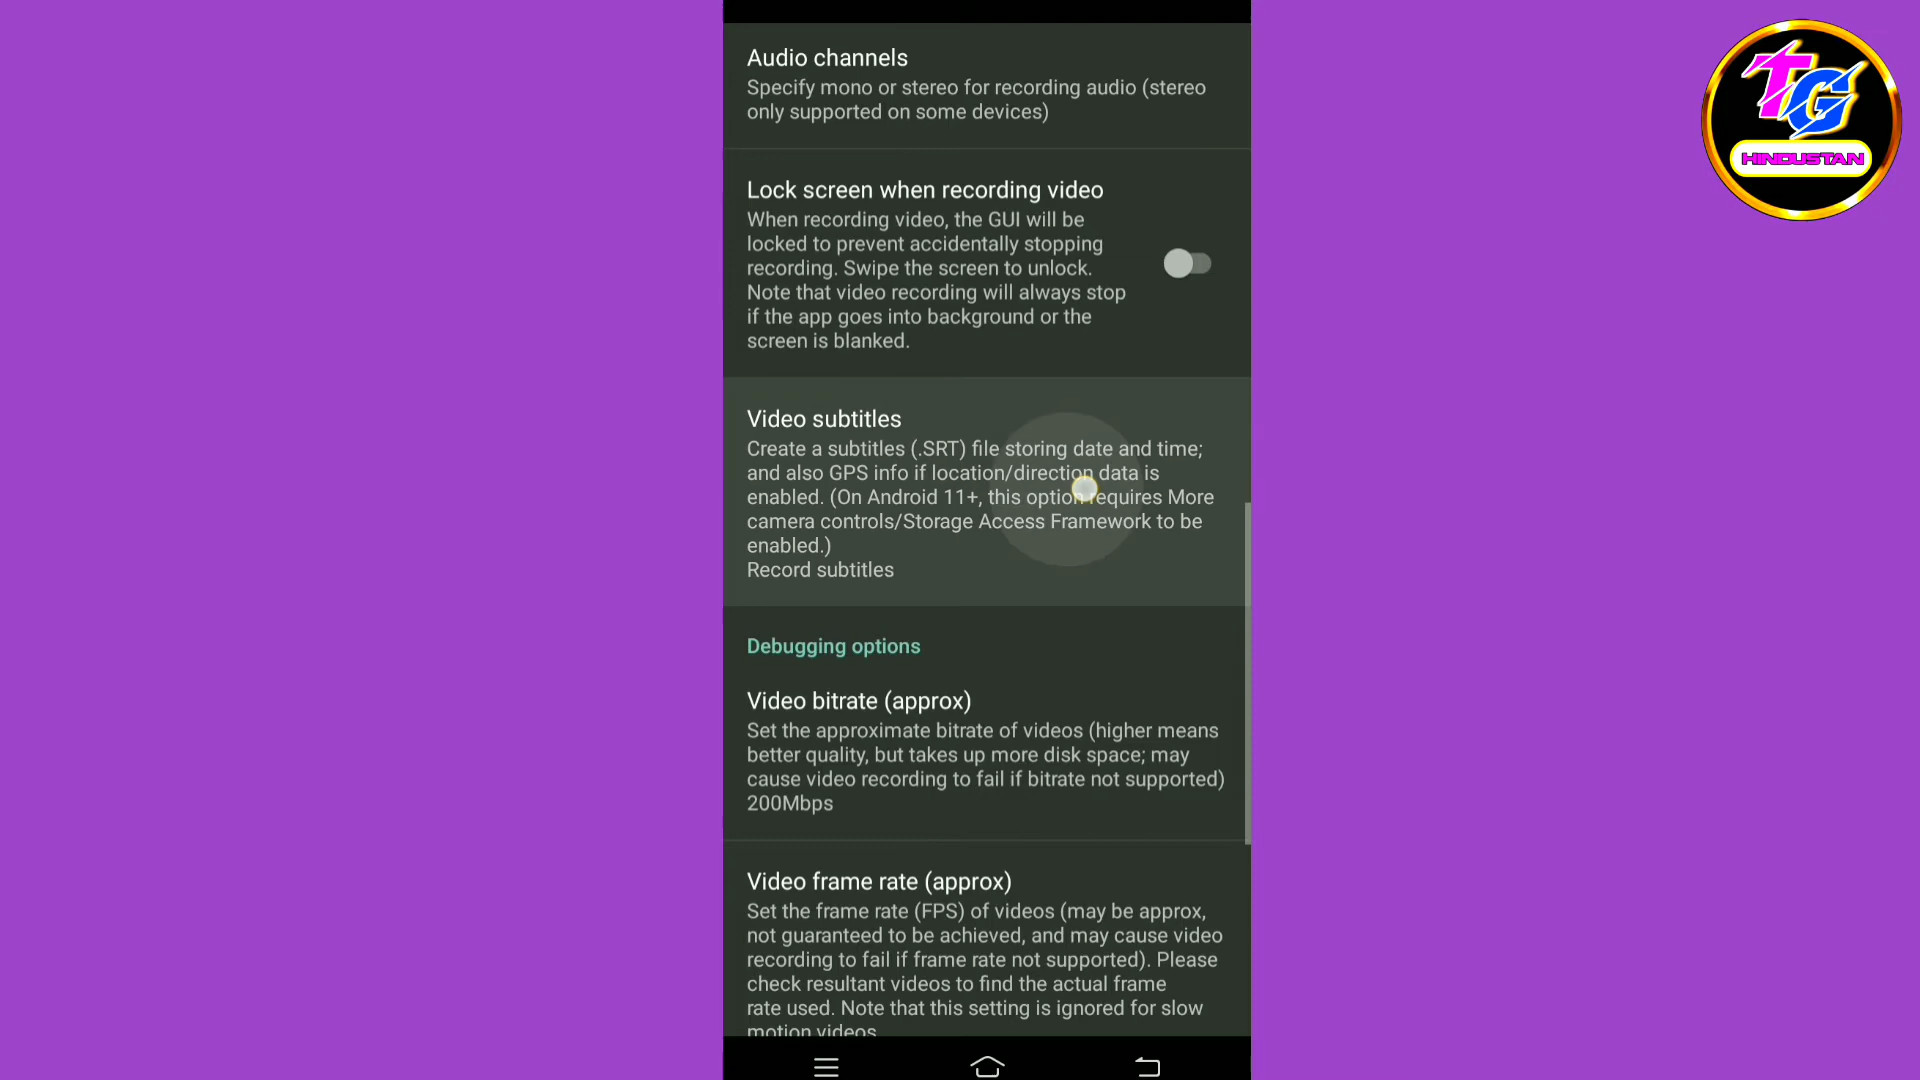 Audio channels
Specify mono or stereo for recording audio (stereo
only supported on some devices)
Lock screen when recording video
When recording video, the GUI will be
locked to prevent accidentally stopping
recording. Swipe the screen to unlock.
Note that video recording will always stop
if the app goes into background or the
screen is blanked.
Video subtitles
Create a subtitles (.SRT) file storing date and time;
and also GPS info if location/direction data is
enabled. (On Android 11+, this option requires More
camera controls/Storage Access Framework to be
enabled.)
Record subtitles
Debugging options
Video bitrate (approx)
Set the approximate bitrate of videos (higher means
better quality, but takes up more disk space; may
cause video recording to fail if bitrate not supported)
200Mbps
Video frame rate (approx)
Set the frame rate (FPS) of videos (may be approx,
not guaranteed to be achieved, and may cause video
recording to fail if frame rate not supported). Please
check resultant videos to find the actual frame
rate used. Note that this setting is ignored for slow
motion videos
TG
HINDUSTAN